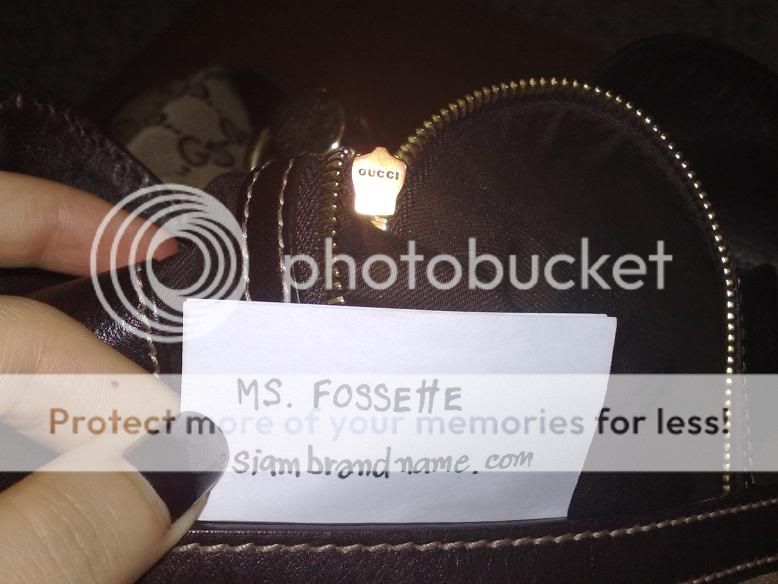 GUCCI
photobucket
MS. FOSSETTE
Protect more of your memories for less!
siambrandname.com